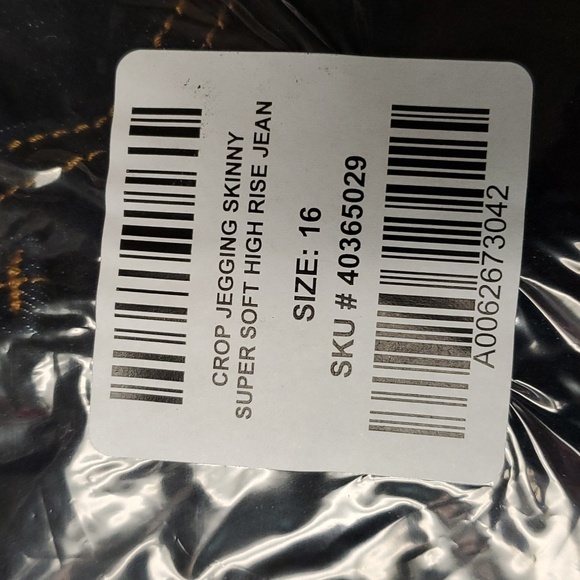 CROP JEGGING SKINNY
SUPER SOFT HIGH RISE JEAN
SIZE: 16
SKU # 40365029
A0062673042